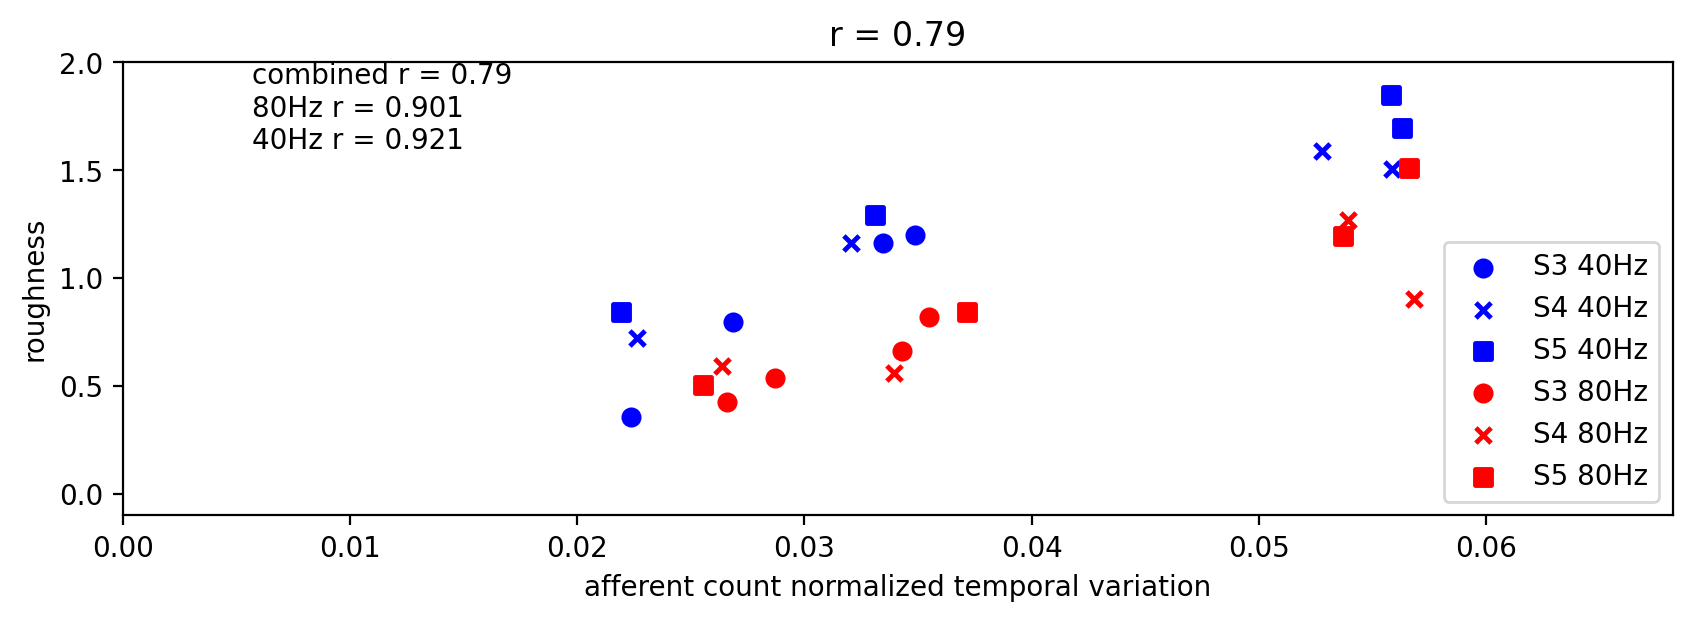 r = 0.79
combined r = 0.79
80Hz r = 0.901
40Hz r = 0.921
2.0
1.5
1.0
0.5
0.0
roughness
0.00 0.01 0.02 0.03 0.04 0.05 0.06
afferent count normalized temporal variation
S3 40Hz
S4 40Hz
S5 40Hz
S3 80Hz
S4 80Hz
S5 80Hz